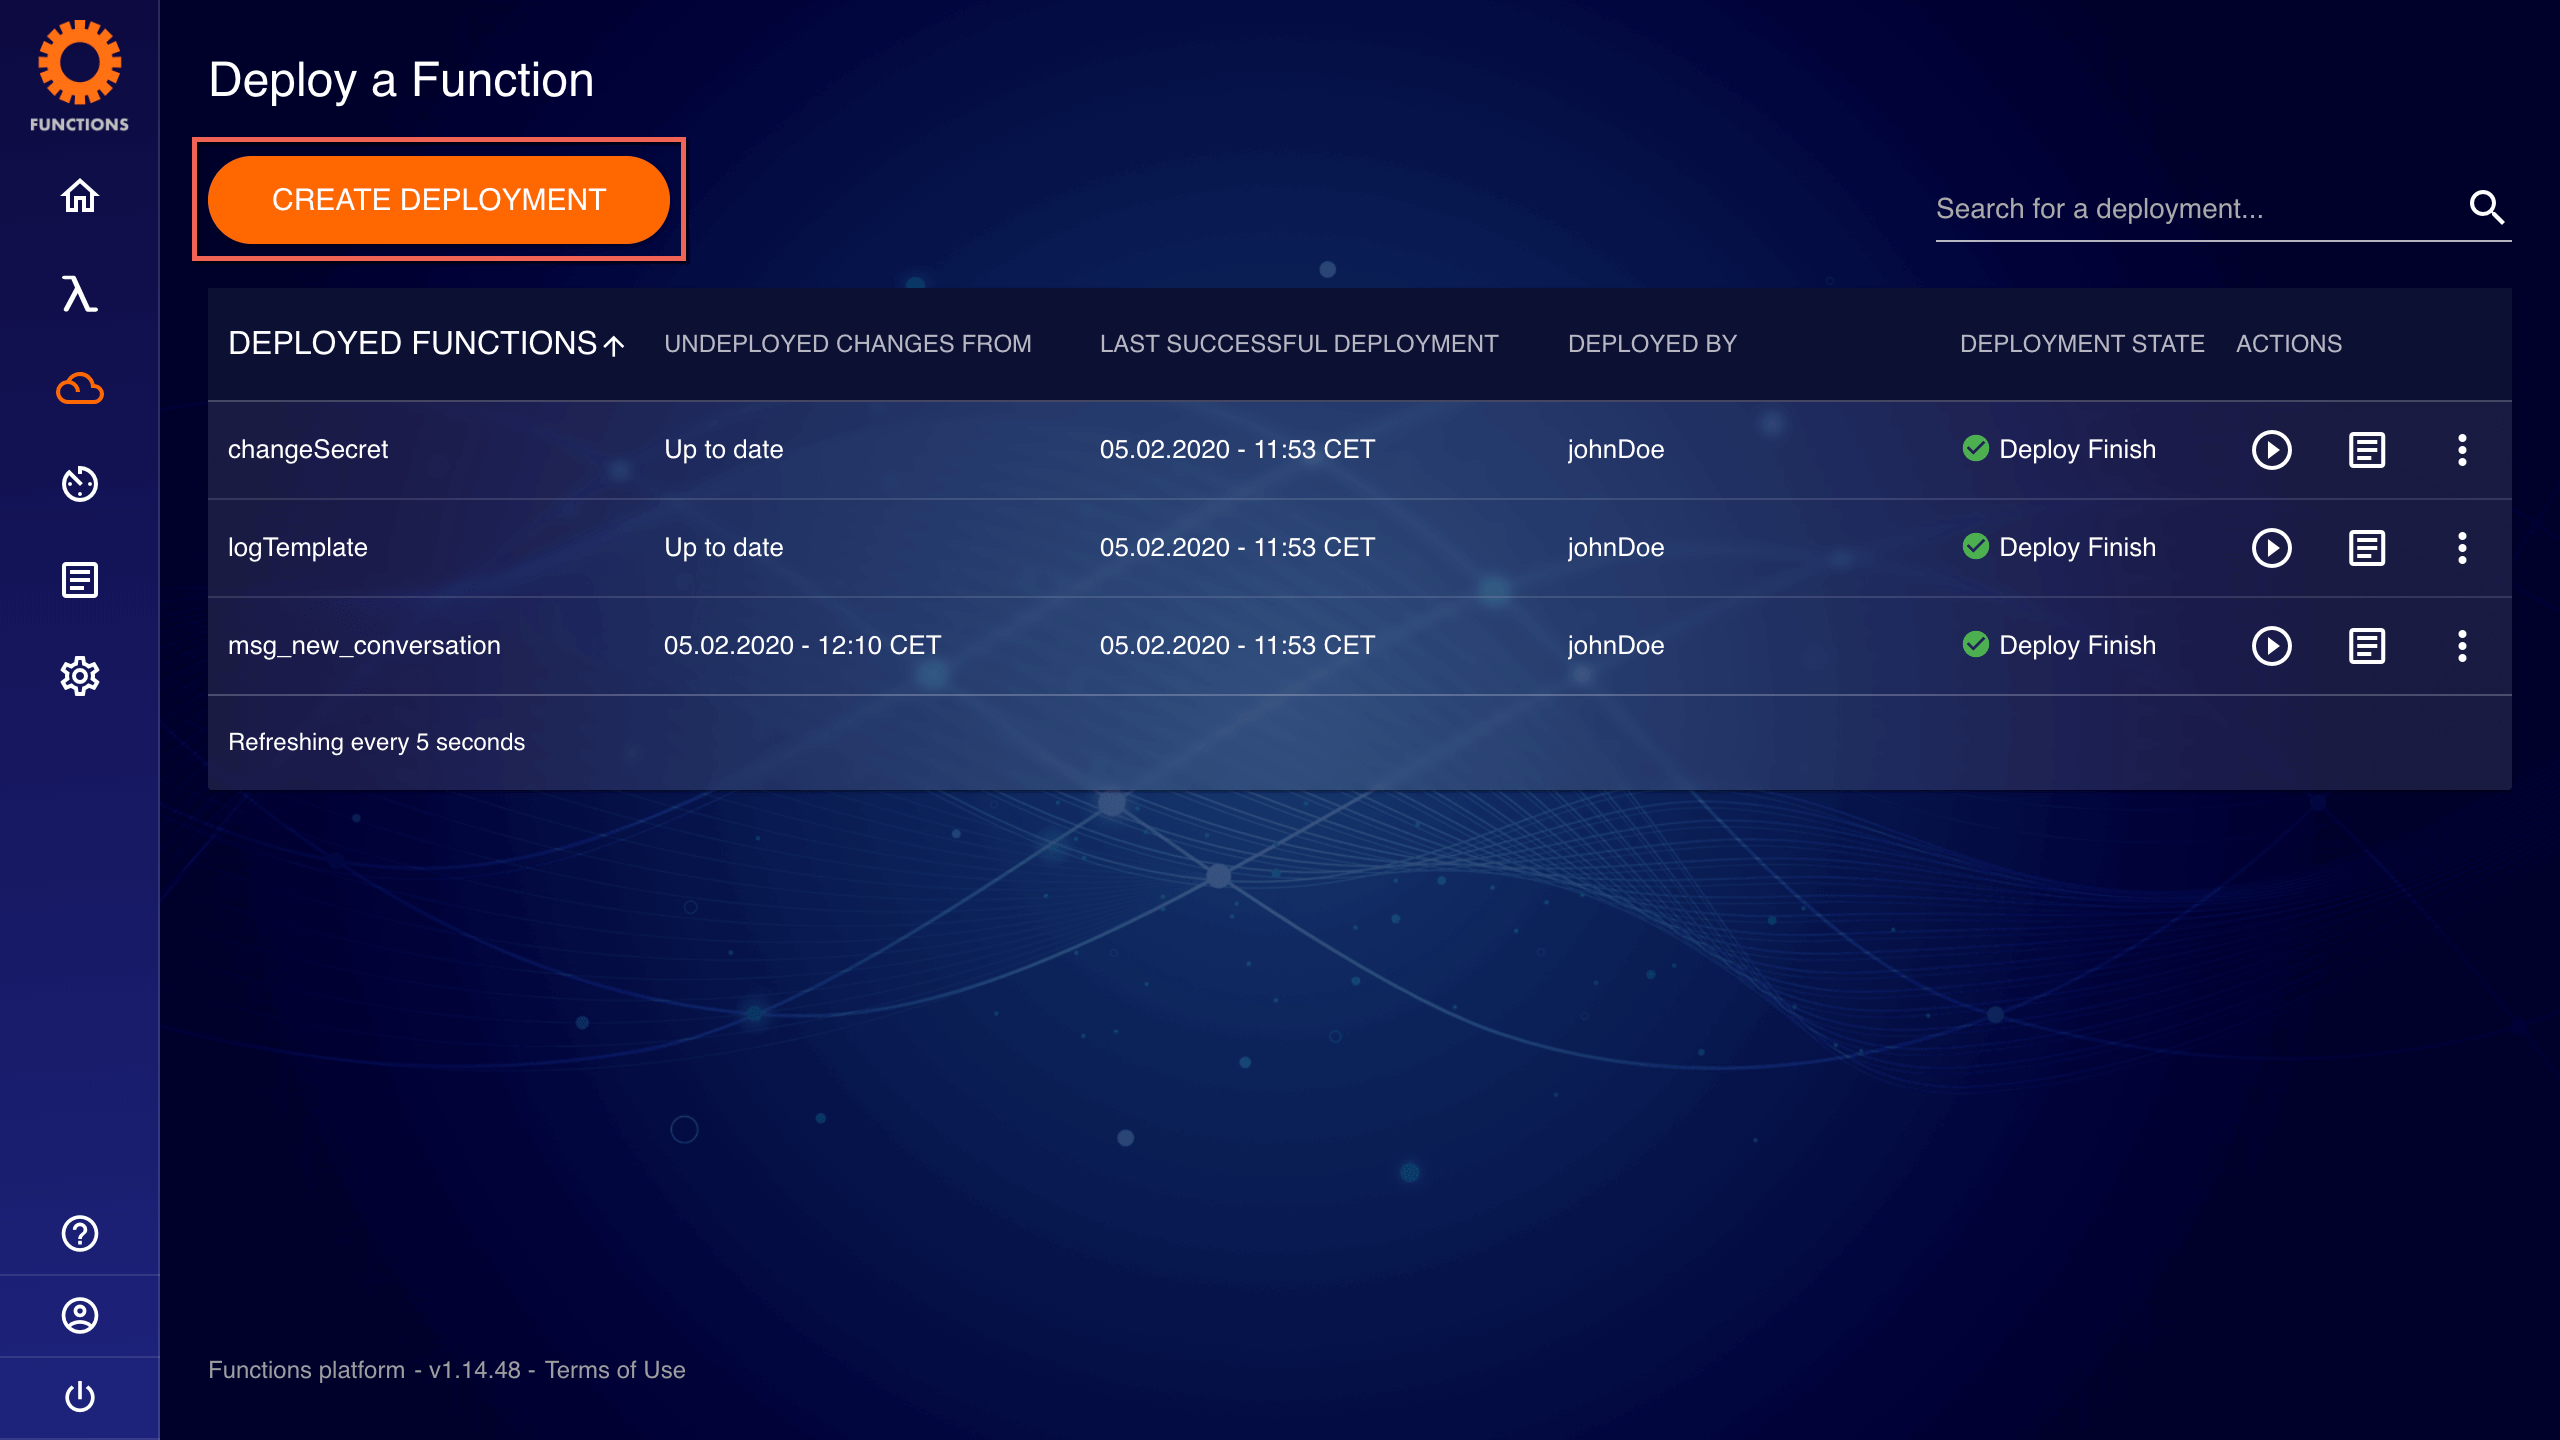 FUNCTIONS
Deploy a Function
CREATE DEPLOYMENT
Search for a deployment...
DEPLOYED FUNCTIONS UNDEPLOYED CHANGES FROM LAST SUCCESSFUL DEPLOYMENT DEPLOYED BY DEPLOYMENT STATE ACTIONS
changeSecret Up to date 05.02.2020 - 11:53 CET johnDoe Deploy Finish
logTemplate Up to date 05.02.2020 - 11:53 CET johnDoe Deploy Finish
msg_new_conversation 05.02.2020 - 12:10 CET 05.02.2020 - 11:53 CET johnDoe Deploy Finish
Refreshing every 5 seconds
Functions platform - v1.14.48 - Terms of Use